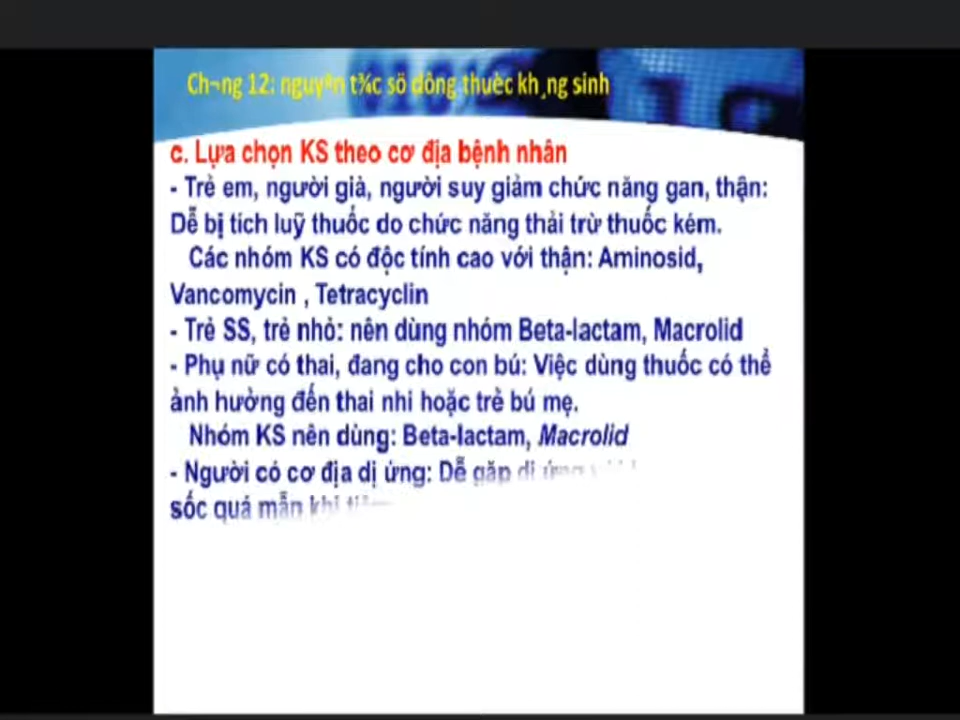 Ch¬ng 12: nguyªn t¾c sö dông thuèc kh¸ng sinh
c. Lựa chọn KS theo cơ địa bệnh nhân
- Trẻ em, người già, người suy giảm chức năng gan, thận:
Dễ bị tích luỹ thuốc do chức năng thải trừ thuốc kém.
Các nhóm KS có độc tính cao với thận: Aminosid,
Vancomycin , Tetracyclin
- Trẻ SS, trẻ nhỏ: nên dùng nhóm Beta-lactam, Macrolid
- Phụ nữ có thai, đang cho con bú: Việc dùng thuốc có thể
ảnh hưởng đến thai nhi hoặc trẻ bú mẹ.
Nhóm KS nên dùng: Beta-lactam, Macrolid
- Người có cơ địa dị ứng: Dễ gặp dị ứng
sốc quá mẫn khi